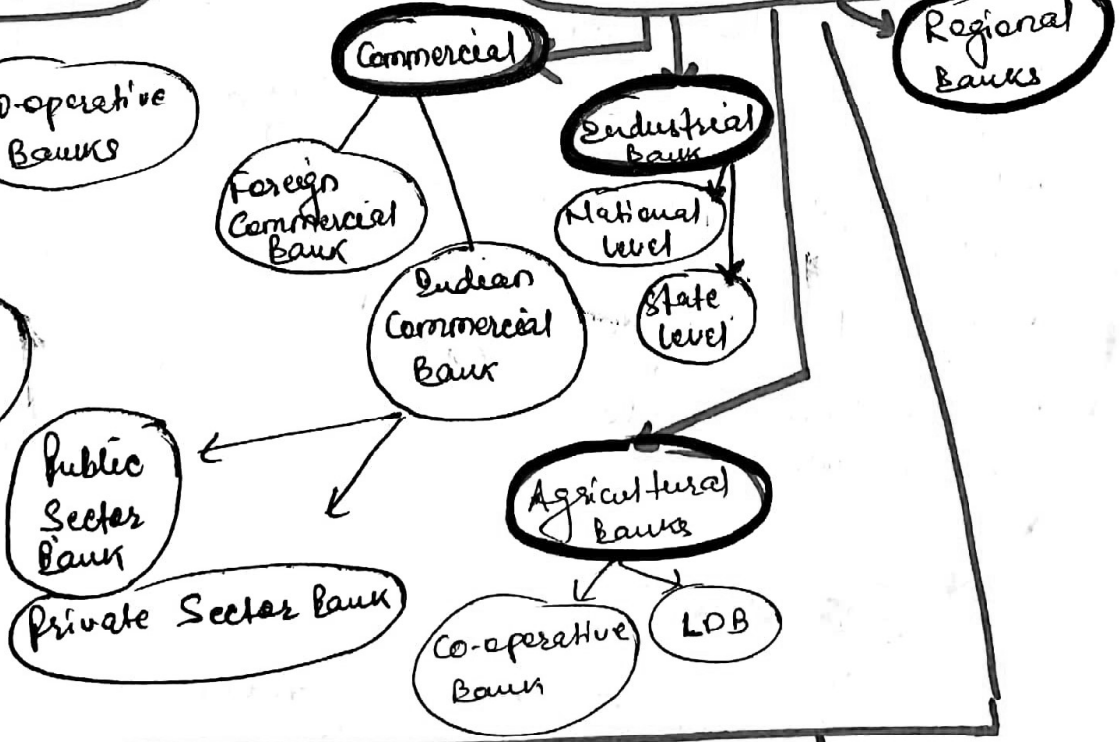 Commercial
Regional
Banks
o-operative
Banks
Industrial
Bank
Foreign
Commercial
Bank
National
level
Indian
Commercial
Bank
State
level
Public
Sector
Bank
Agricultural
Banks
Private Sector Bank
Co-operative
Bank
LDB